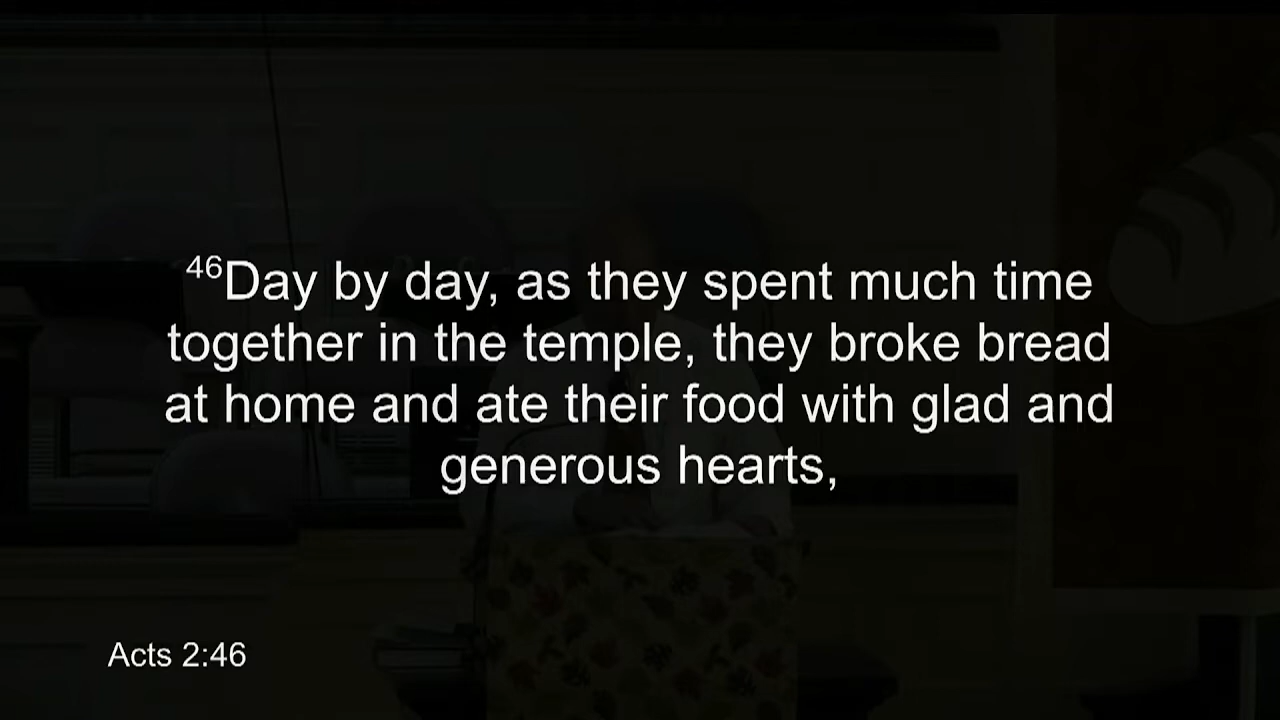 46Day by day, as they spent much time
together in the temple, they broke bread
at home and ate their food with glad and
generous hearts,
Acts 2:46